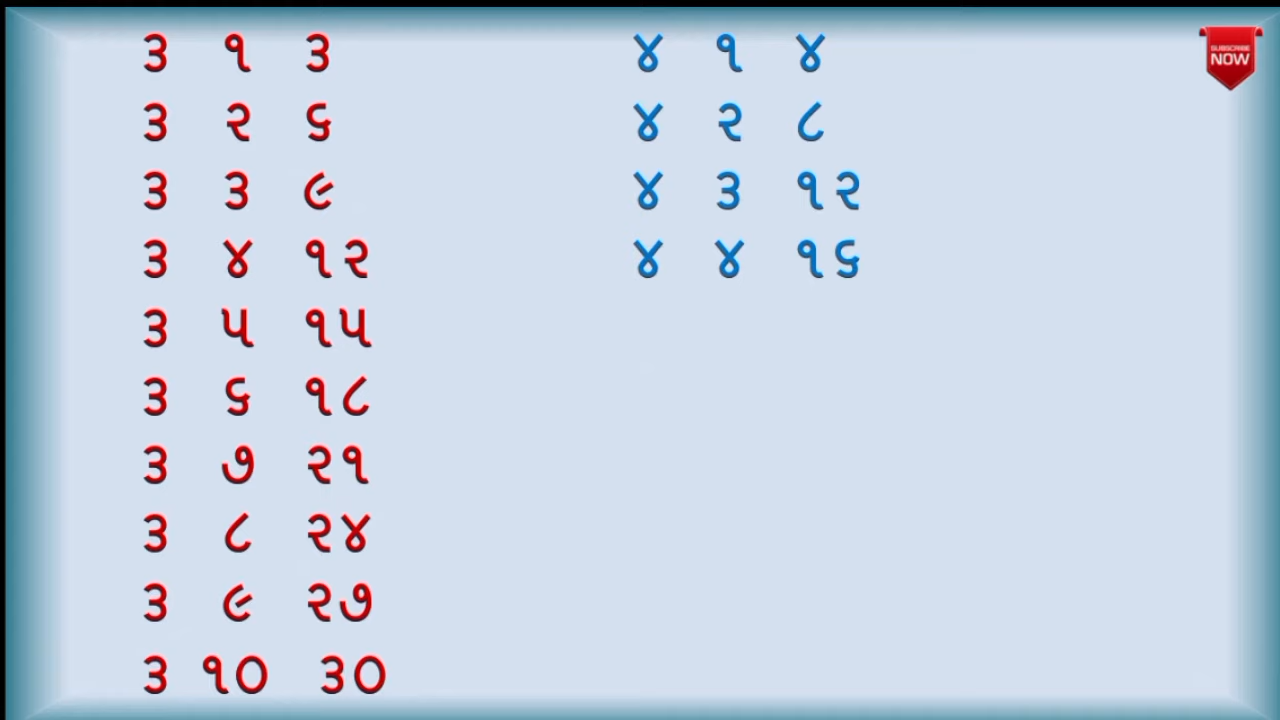 ૩ ૧ ૩
૩ ૨ ૬
૩ ૩ ૯
૩ ૪ ૧૨
૩ ૫ ૧૫
૩ ૬ ૧૮
૩ ૭ ૨૧
૩ ૮ ૨૪
૩ ૯ ૨૭
૩ ૧૦ ૩૦
૪ ૧ ૪
૪ ૨ ૮
૪ ૩ ૧૨
૪ ૪ ૧૬
SUBSCRIBE
NOW